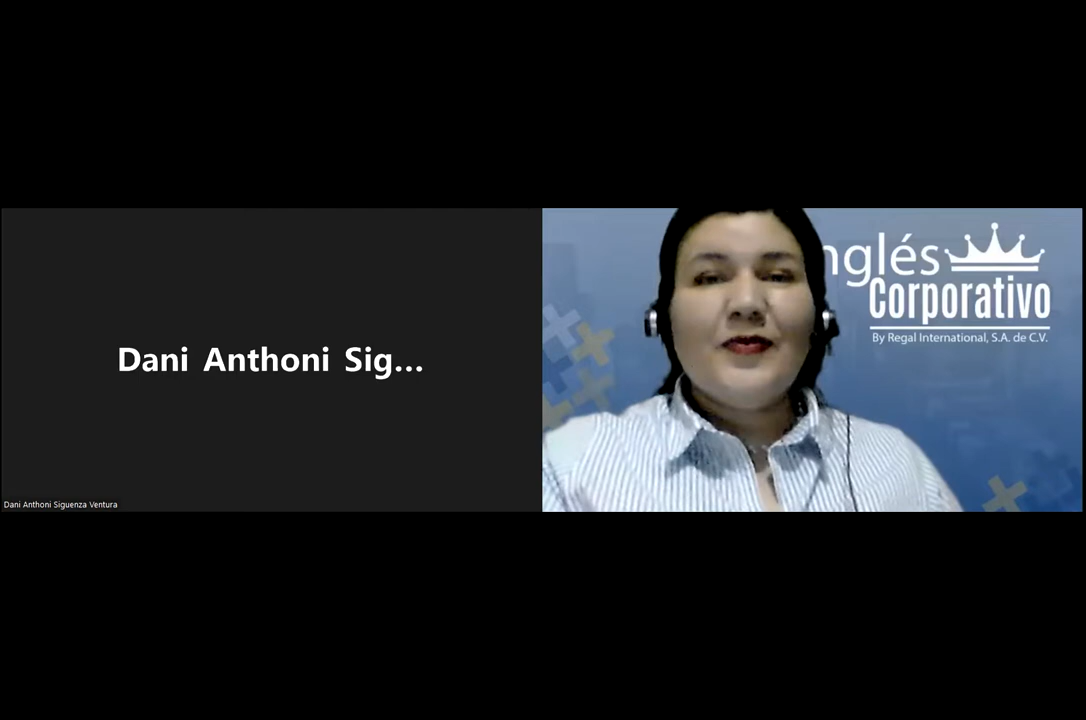 Dani Anthoni Sig...
Dani Anthoni Siguenza Ventura
nglés
Corporativo
By Regal International, S.A. de C.V.